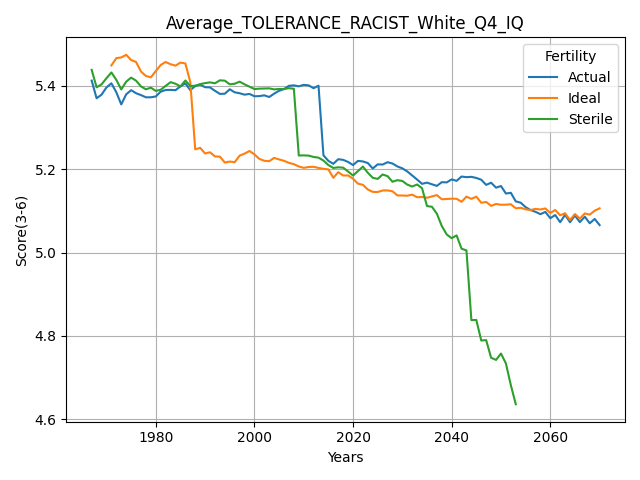 Average_TOLERANCE_RACIST_White_Q4_IQ
Score(3-6)
5.4
5.2
5.0
4.8
4.6
Fertility
Actual
Ideal
Sterile
1980
2000
2020
2040
2060
Years